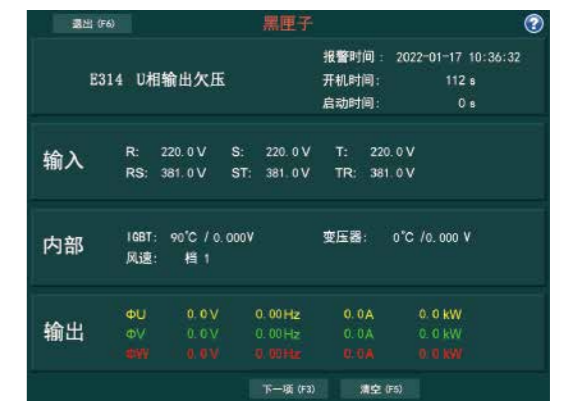 退出 (F6) 黑匣子 ?
报警时间： 2022-01-17 10:36:32
E314 U相输出欠压 开机时间： 112 s
启动时间： 0 s
输入 R: 220.0 V S: 220.0 V T: 220.0 V
RS: 381.0 V ST: 381.0 V TR: 381.0 V
内部 IGBT: 90℃ / 0.000V 变压器: 0℃ /0.000 V
风速: 档 1
输出 ΦU 0.0 V 0.00 Hz 0.0 A 0.0 kW
ΦV 0.0 V 0.00 Hz 0.0 A 0.0 kW
ΦW 0.0 V 0.00 Hz 0.0 A 0.0 kW
下一项 (F3) 清空 (F5)